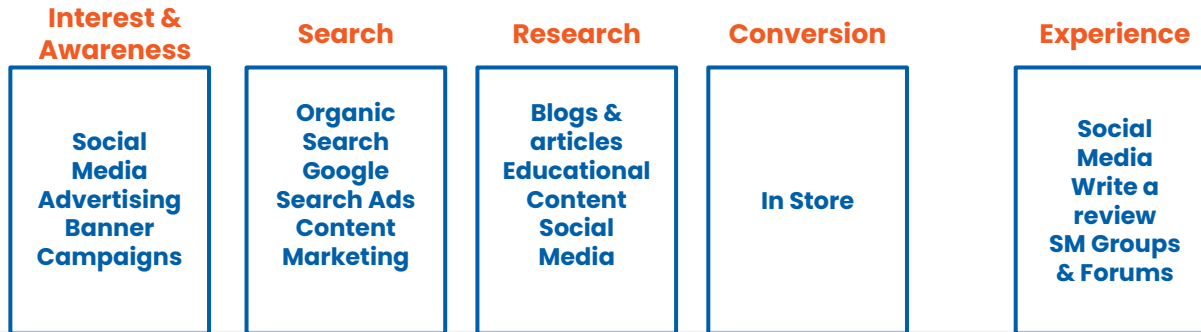 Interest &
Awareness
Search
Research
Conversion
Experience
Social
Media
Advertising
Banner
Campaigns
Organic
Search
Google
Search Ads
Content
Marketing
Blogs &
articles
Educational
Content
Social
Media
In Store
Social
Media
Write a
review
SM Groups
& Forums